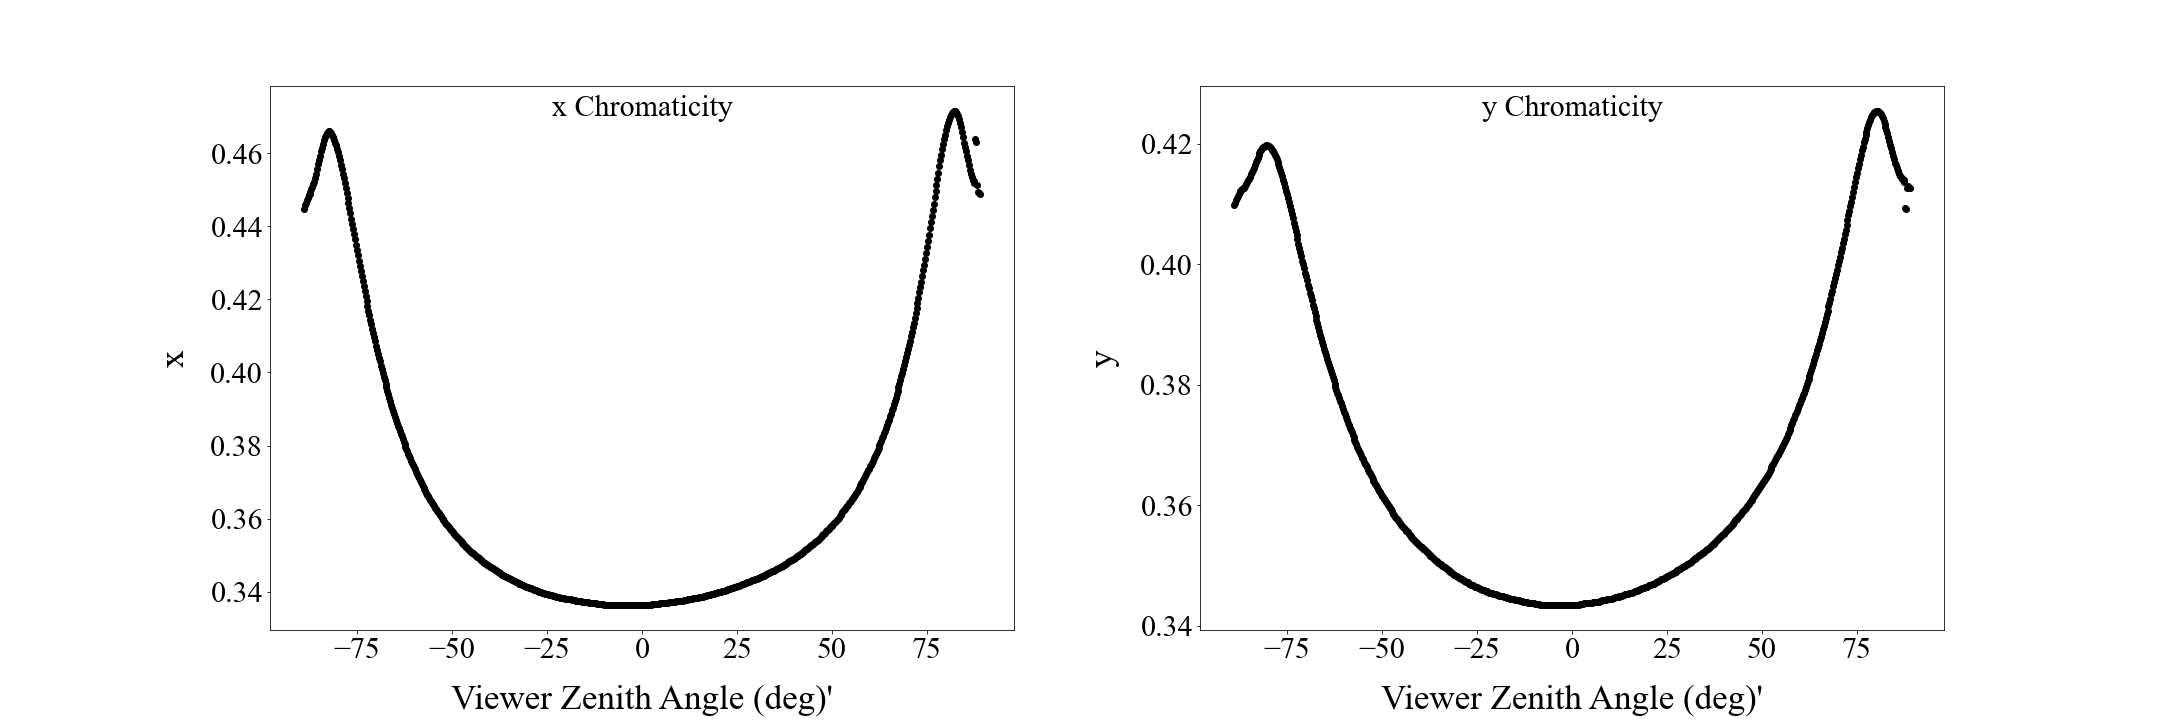 x Chromaticity
0.46
0.44
0.42
0.40
0.38
0.36
0.34
x
−75 −50 −25 0 25 50 75
Viewer Zenith Angle (deg)'
y Chromaticity
0.42
0.40
0.38
0.36
0.34
y
−75 −50 −25 0 25 50 75
Viewer Zenith Angle (deg)'